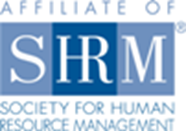 AFFILIATE OF
SHRM®
SOCIETY FOR HUMAN
RESOURCE MANAGEMENT